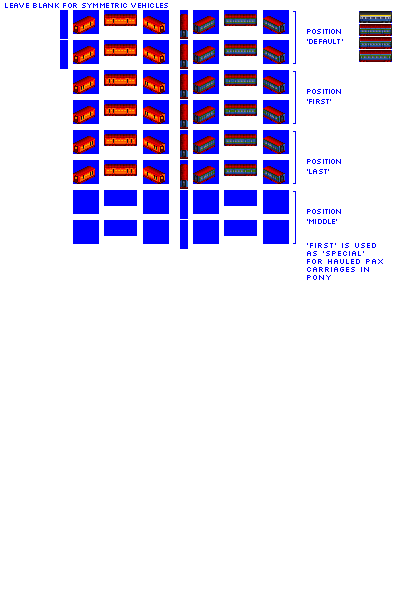 LEAVE BLANK FOR SYMMETRIC VEHICLES
POSITION
'DEFAULT'
POSITION
'FIRST'
POSITION
'LAST'
POSITION
'MIDDLE'
'FIRST' IS USED
AS 'SPECIAL'
FOR HAULED PAX
CARRIAGES IN
PONY